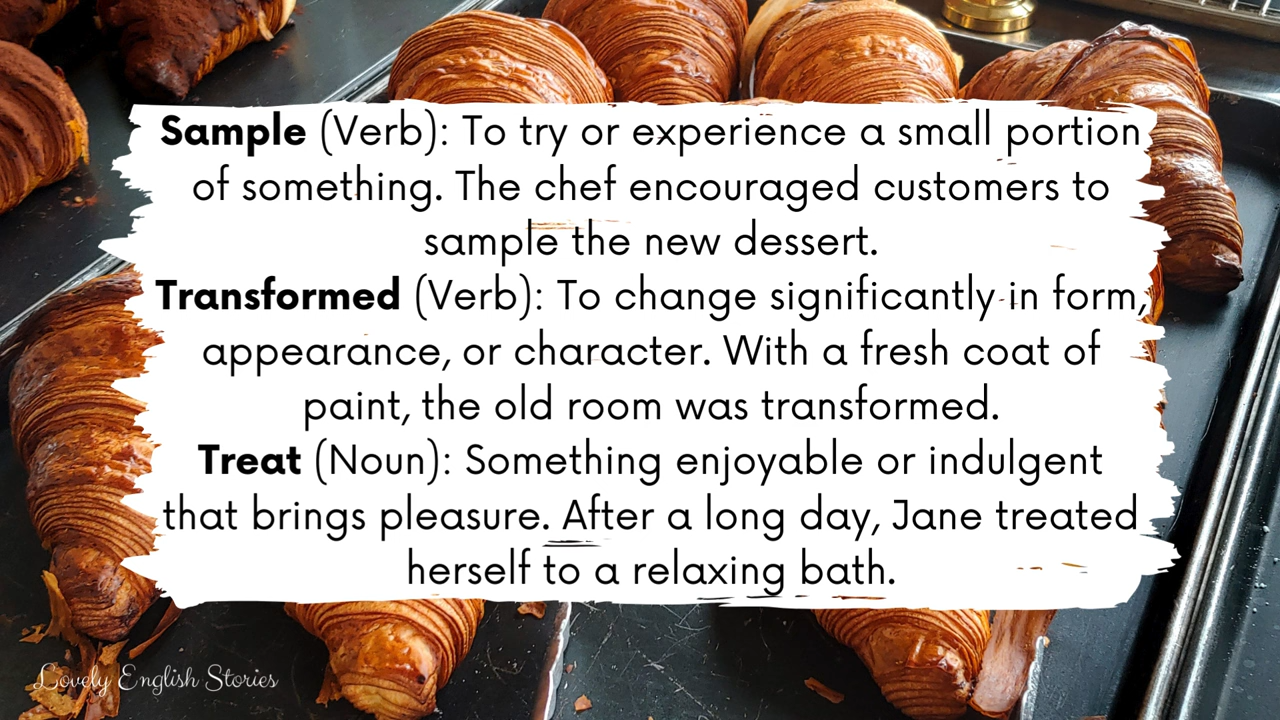 Sample (Verb): To try or experience a small portion
of something. The chef encouraged customers to
sample the new dessert.
Transformed (Verb): To change significantly in form,
appearance, or character. With a fresh coat of
paint, the old room was transformed.
Treat (Noun): Something enjoyable or indulgent
that brings pleasure. After a long day, Jane treated
herself to a relaxing bath.
Lovely English Stories